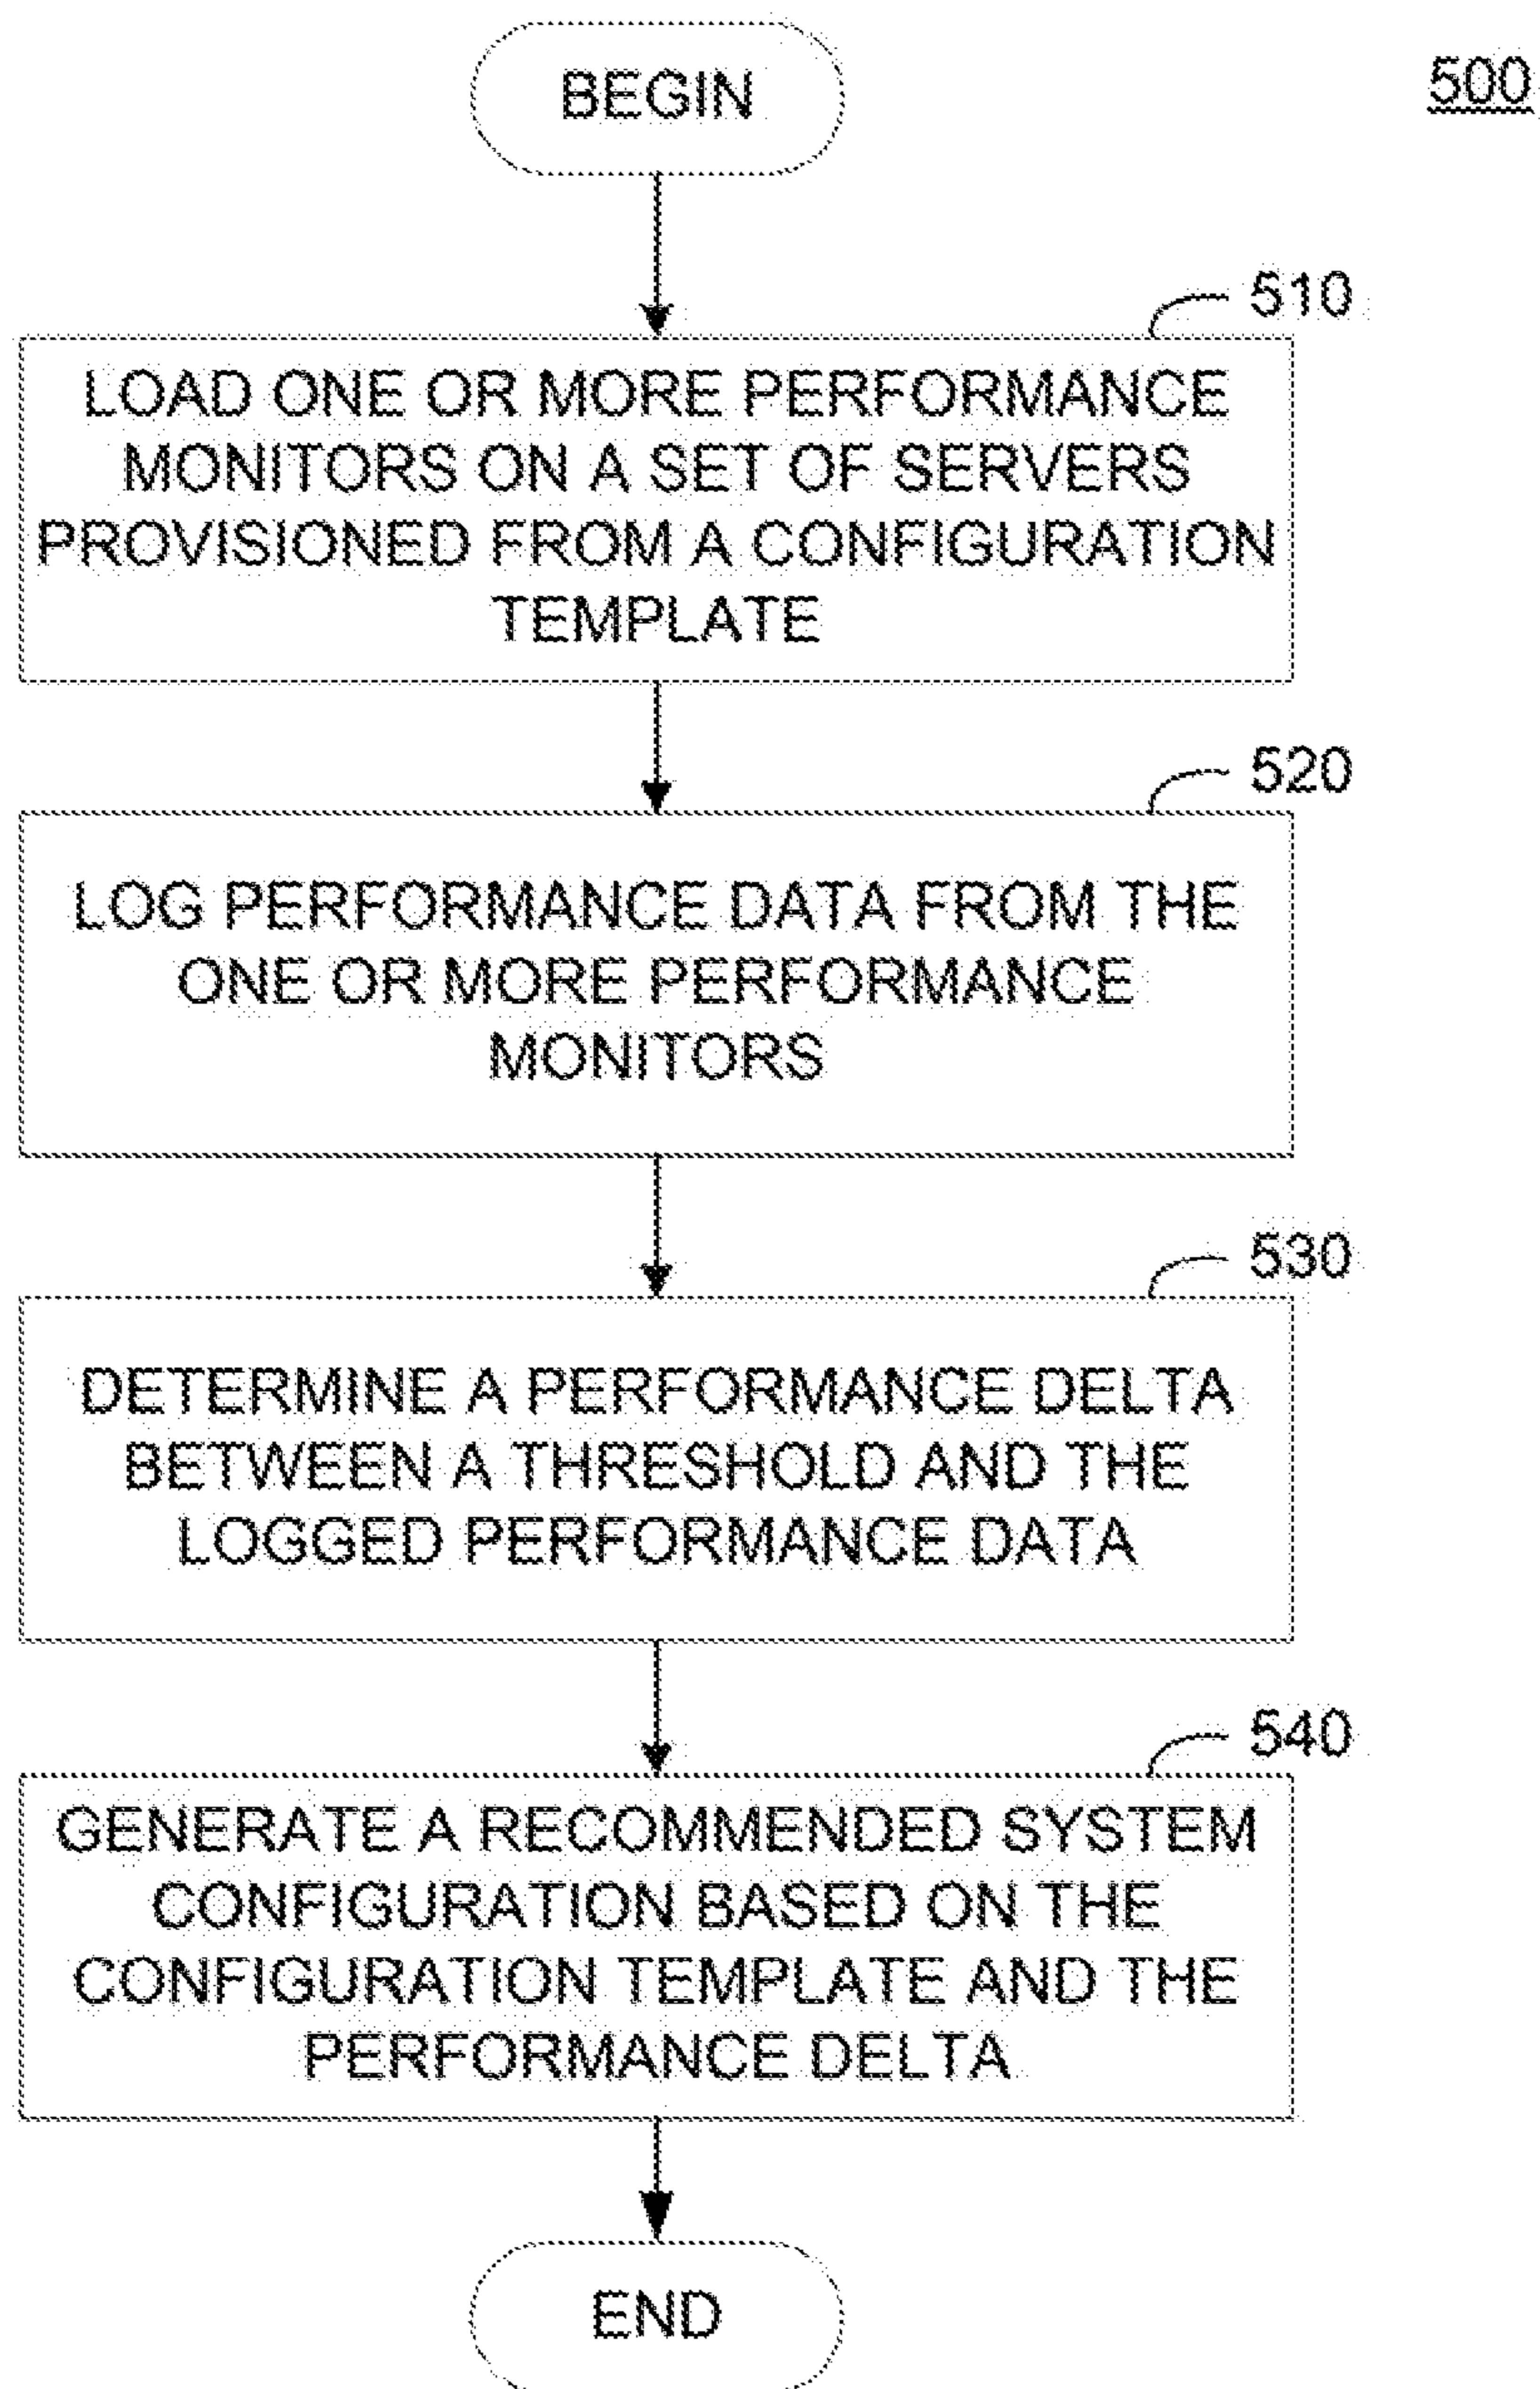 BEGIN
500
510
LOAD ONE OR MORE PERFORMANCE
MONITORS ON A SET OF SERVERS
PROVISIONED FROM A CONFIGURATION
TEMPLATE
520
LOG PERFORMANCE DATA FROM THE
ONE OR MORE PERFORMANCE
MONITORS
530
DETERMINE A PERFORMANCE DELTA
BETWEEN A THRESHOLD AND THE
LOGGED PERFORMANCE DATA
540
GENERATE A RECOMMENDED SYSTEM
CONFIGURATION BASED ON THE
CONFIGURATION TEMPLATE AND THE
PERFORMANCE DELTA
END